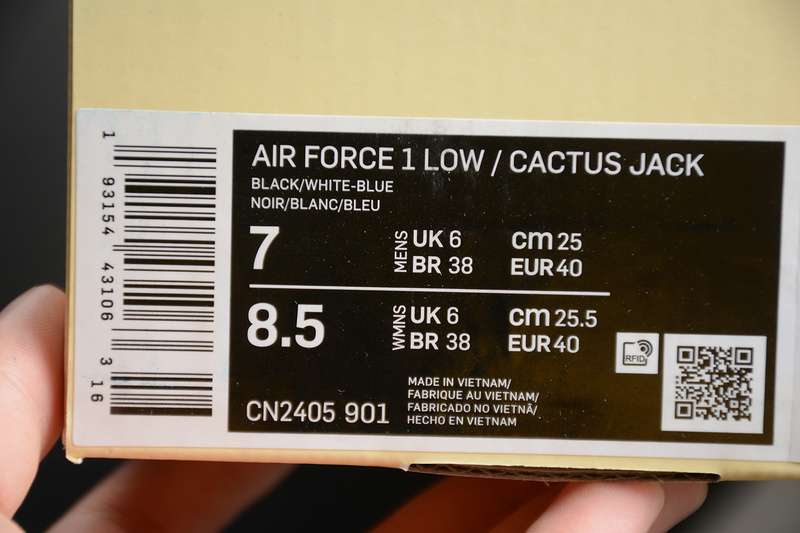 AIR FORCE 1 LOW / CACTUS JACK
BLACK/WHITE-BLUE
NOIR/BLANC/BLEU
7 MENS UK 6 cm 25
BR 38 EUR 40
8.5 WMNS UK 6 cm 25.5
BR 38 EUR 40
RFID
MADE IN VIETNAM/
FABRIQUE AU VIETNAM/
FABRICADO NO VIETNÃ/
HECHO EN VIETNAM
CN2405 901
1 93154 43106 3 16